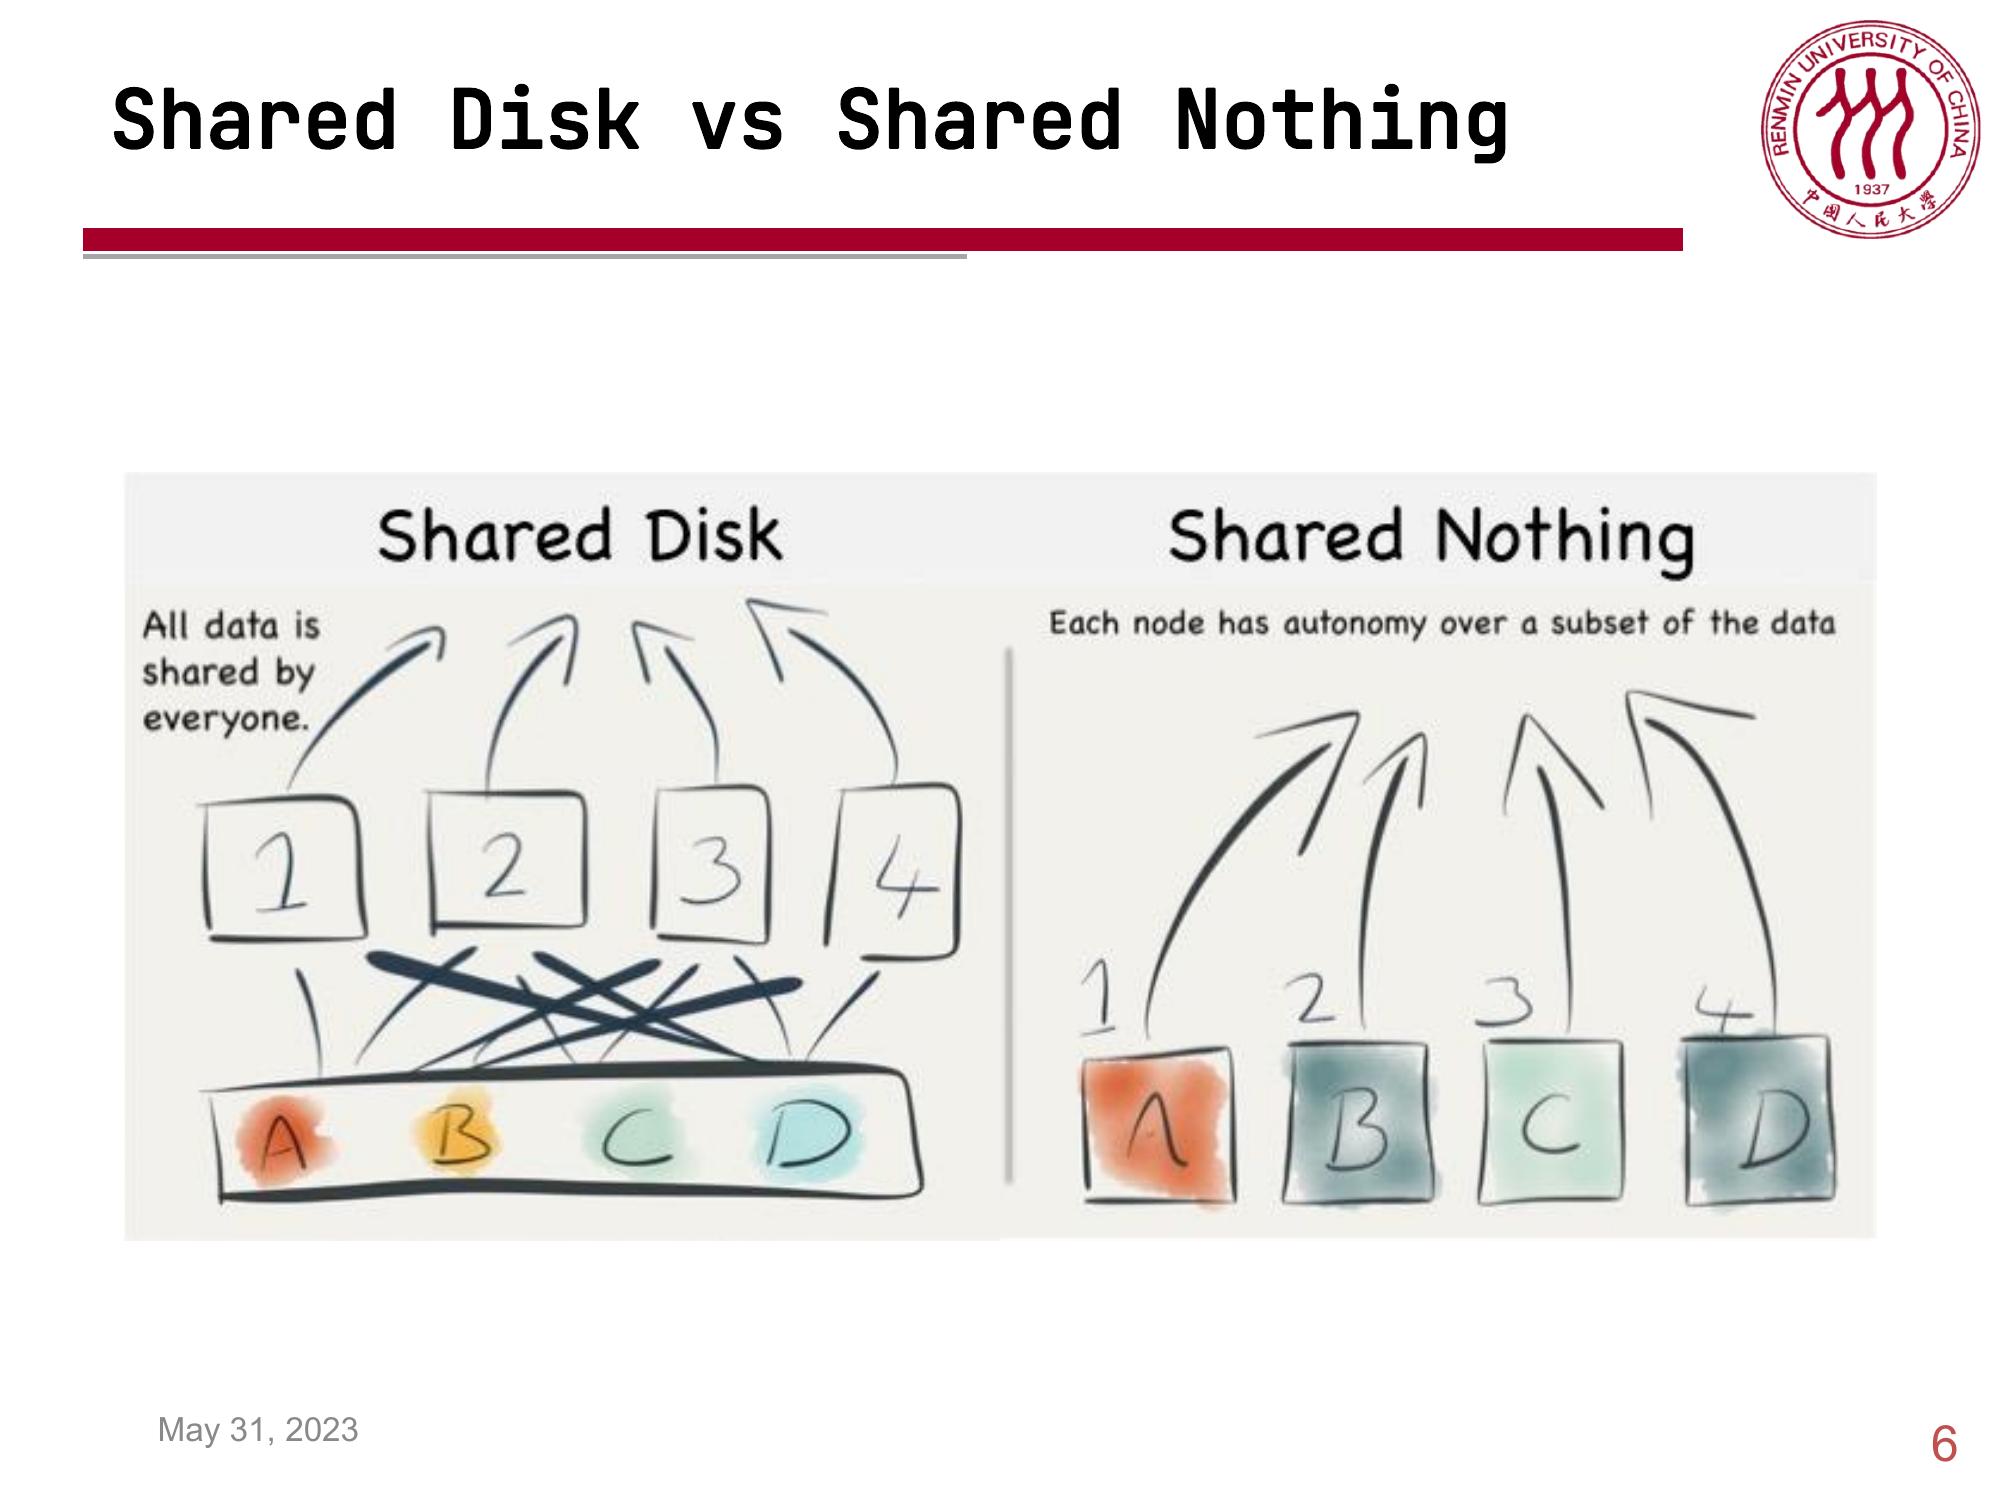 Shared Disk vs Shared Nothing
RENMIN UNIVERSITY OF CHINA
1937
中國人民大學
Shared Disk
All data is
shared by
everyone.
1 2 3 4
A B C D
Shared Nothing
Each node has autonomy over a subset of the data
1 2 3 4
A B C D
May 31, 2023
6